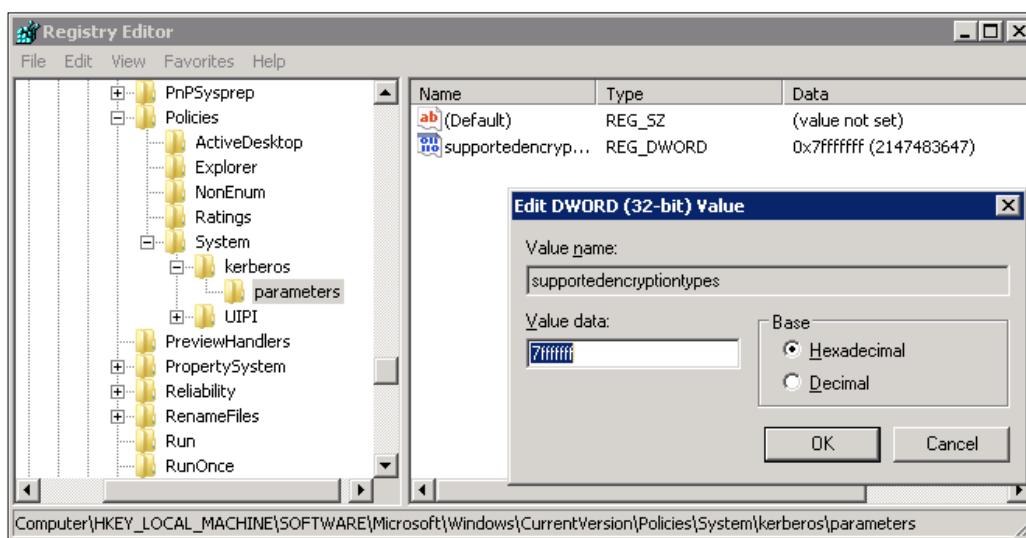 Registry Editor
File Edit View Favorites Help
PnPSysprep
Policies
ActiveDesktop
Explorer
NonEnum
Ratings
System
kerberos
parameters
UIPI
PreviewHandlers
PropertySystem
Reliability
RenameFiles
Run
RunOnce
Name Type Data
(Default) REG_SZ (value not set)
supportedencryp... REG_DWORD 0x7fffffff (2147483647)
Edit DWORD (32-bit) Value
Value name:
supportedencryptiontypes
Value data:
7fffffff
Base
Hexadecimal
Decimal
OK Cancel
Computer\HKEY_LOCAL_MACHINE\SOFTWARE\Microsoft\Windows\CurrentVersion\Policies\System\kerberos\parameters